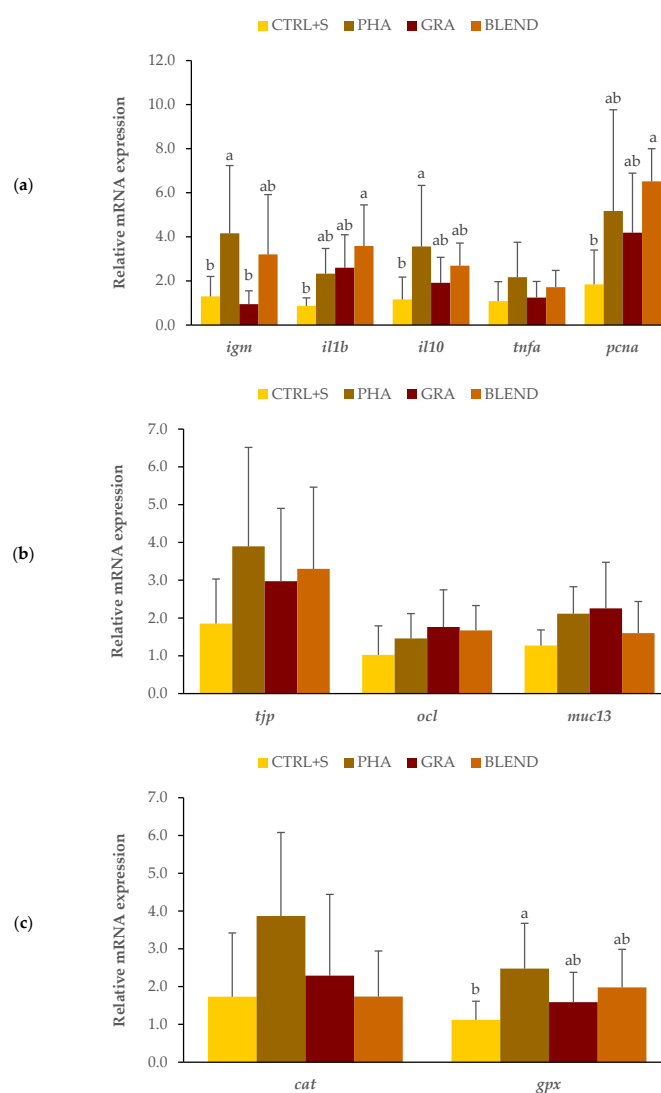 CTRL+S PHA GRA BLEND
12.0
10.0
8.0
6.0
4.0
2.0
0.0
Relative mRNA expression
(a)
b a b ab
b ab ab a
b a ab ab
b ab ab a
igm il1b il10 tnfa pcna
CTRL+S PHA GRA BLEND
7.0
6.0
5.0
4.0
3.0
2.0
1.0
0.0
Relative mRNA expression
(b)
tjp ocl muc13
CTRL+S PHA GRA BLEND
7.0
6.0
5.0
4.0
3.0
2.0
1.0
0.0
Relative mRNA expression
(c)
b a ab ab
cat gpx